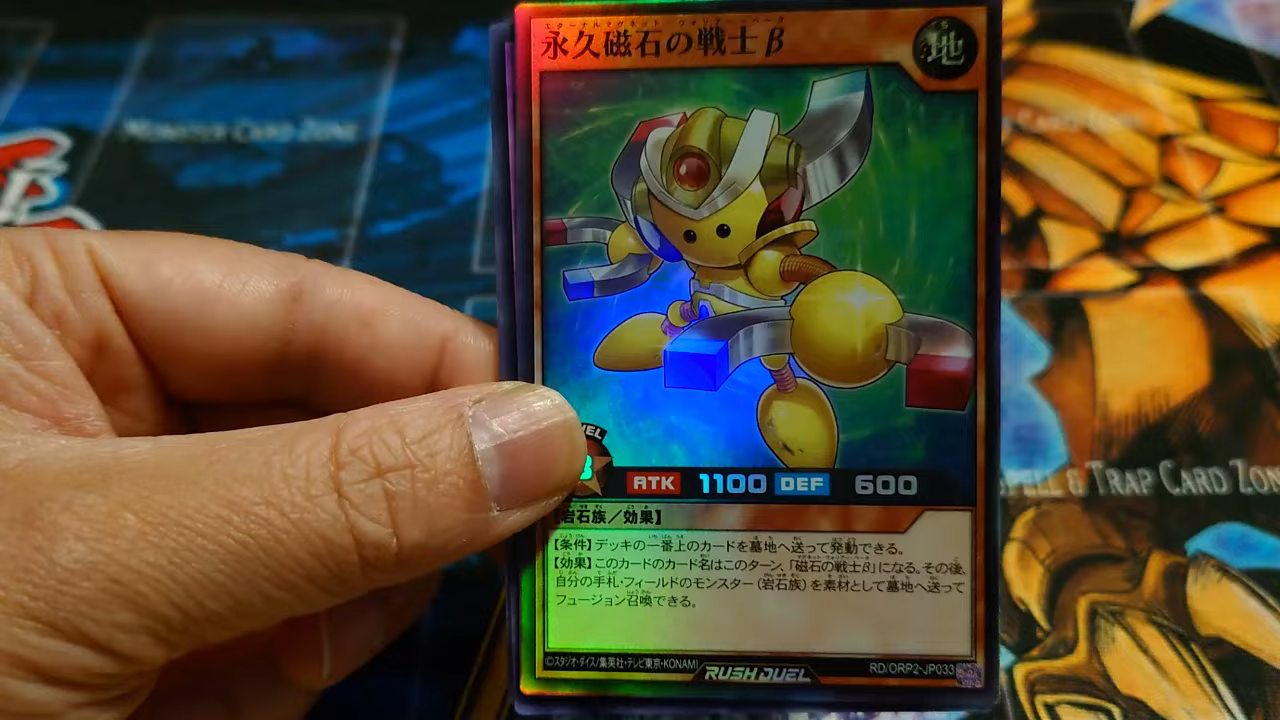 MONSTER CARD ZONE
エターナルマグネット・ウォリアー・ベータ
永久磁石の戦士β
地
ATK 1100 DEF 600
岩石族/効果】
【条件】デッキの一番上のカードを墓地へ送って発動できる。
【効果】このカードのカード名はこのターン、「磁石の戦士β」になる。その後、
自分の手札・フィールドのモンスター(岩石族)を素材として墓地へ送って
フュージョン召喚できる。
©スタジオ・ダイス/集英社・テレビ東京・KONAMI
RUSH DUEL
RD/ORP2-JP033
SPELL & TRAP CARD ZON